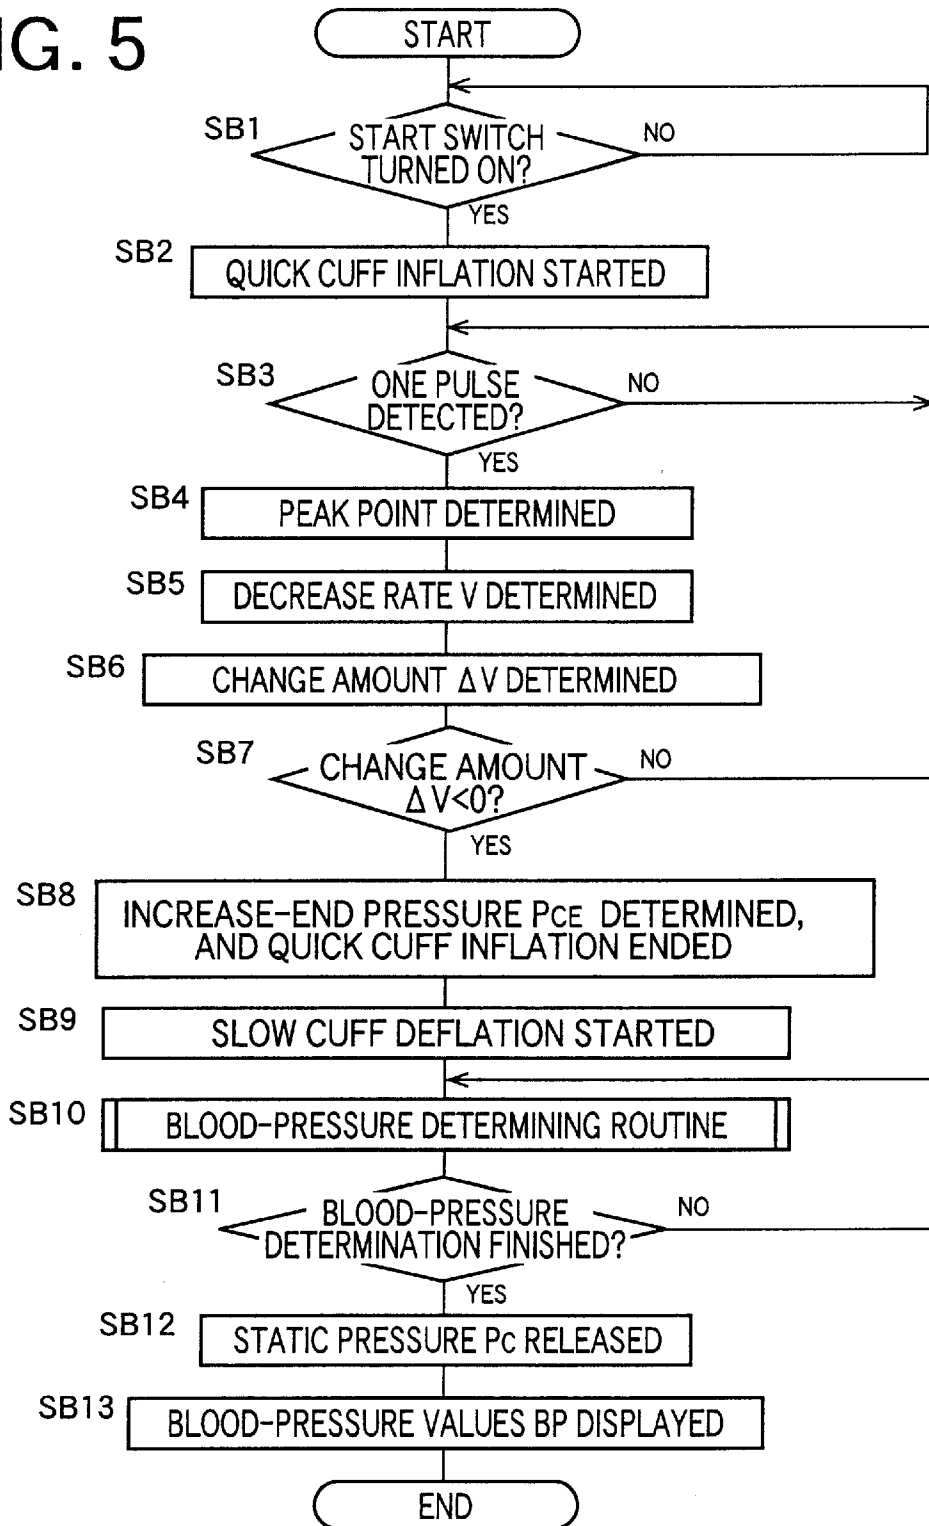 IG. 5
START
SB1
START SWITCH
TURNED ON?
NO
YES
SB2
QUICK CUFF INFLATION STARTED
SB3
ONE PULSE
DETECTED?
NO
YES
SB4
PEAK POINT DETERMINED
SB5
DECREASE RATE V DETERMINED
SB6
CHANGE AMOUNT ΔV DETERMINED
SB7
CHANGE AMOUNT
ΔV<0?
NO
YES
SB8
INCREASE-END PRESSURE PCE DETERMINED,
AND QUICK CUFF INFLATION ENDED
SB9
SLOW CUFF DEFLATION STARTED
SB10
BLOOD-PRESSURE DETERMINING ROUTINE
SB11
BLOOD-PRESSURE
DETERMINATION FINISHED?
NO
YES
SB12
STATIC PRESSURE PC RELEASED
SB13
BLOOD-PRESSURE VALUES BP DISPLAYED
END